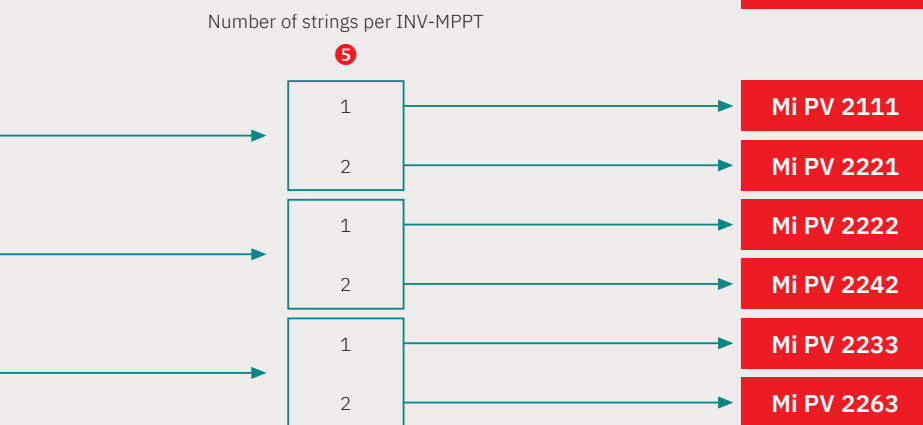 Number of strings per INV-MPPT
5
1
Mi PV 2111
2
Mi PV 2221
1
Mi PV 2222
2
Mi PV 2242
1
Mi PV 2233
2
Mi PV 2263